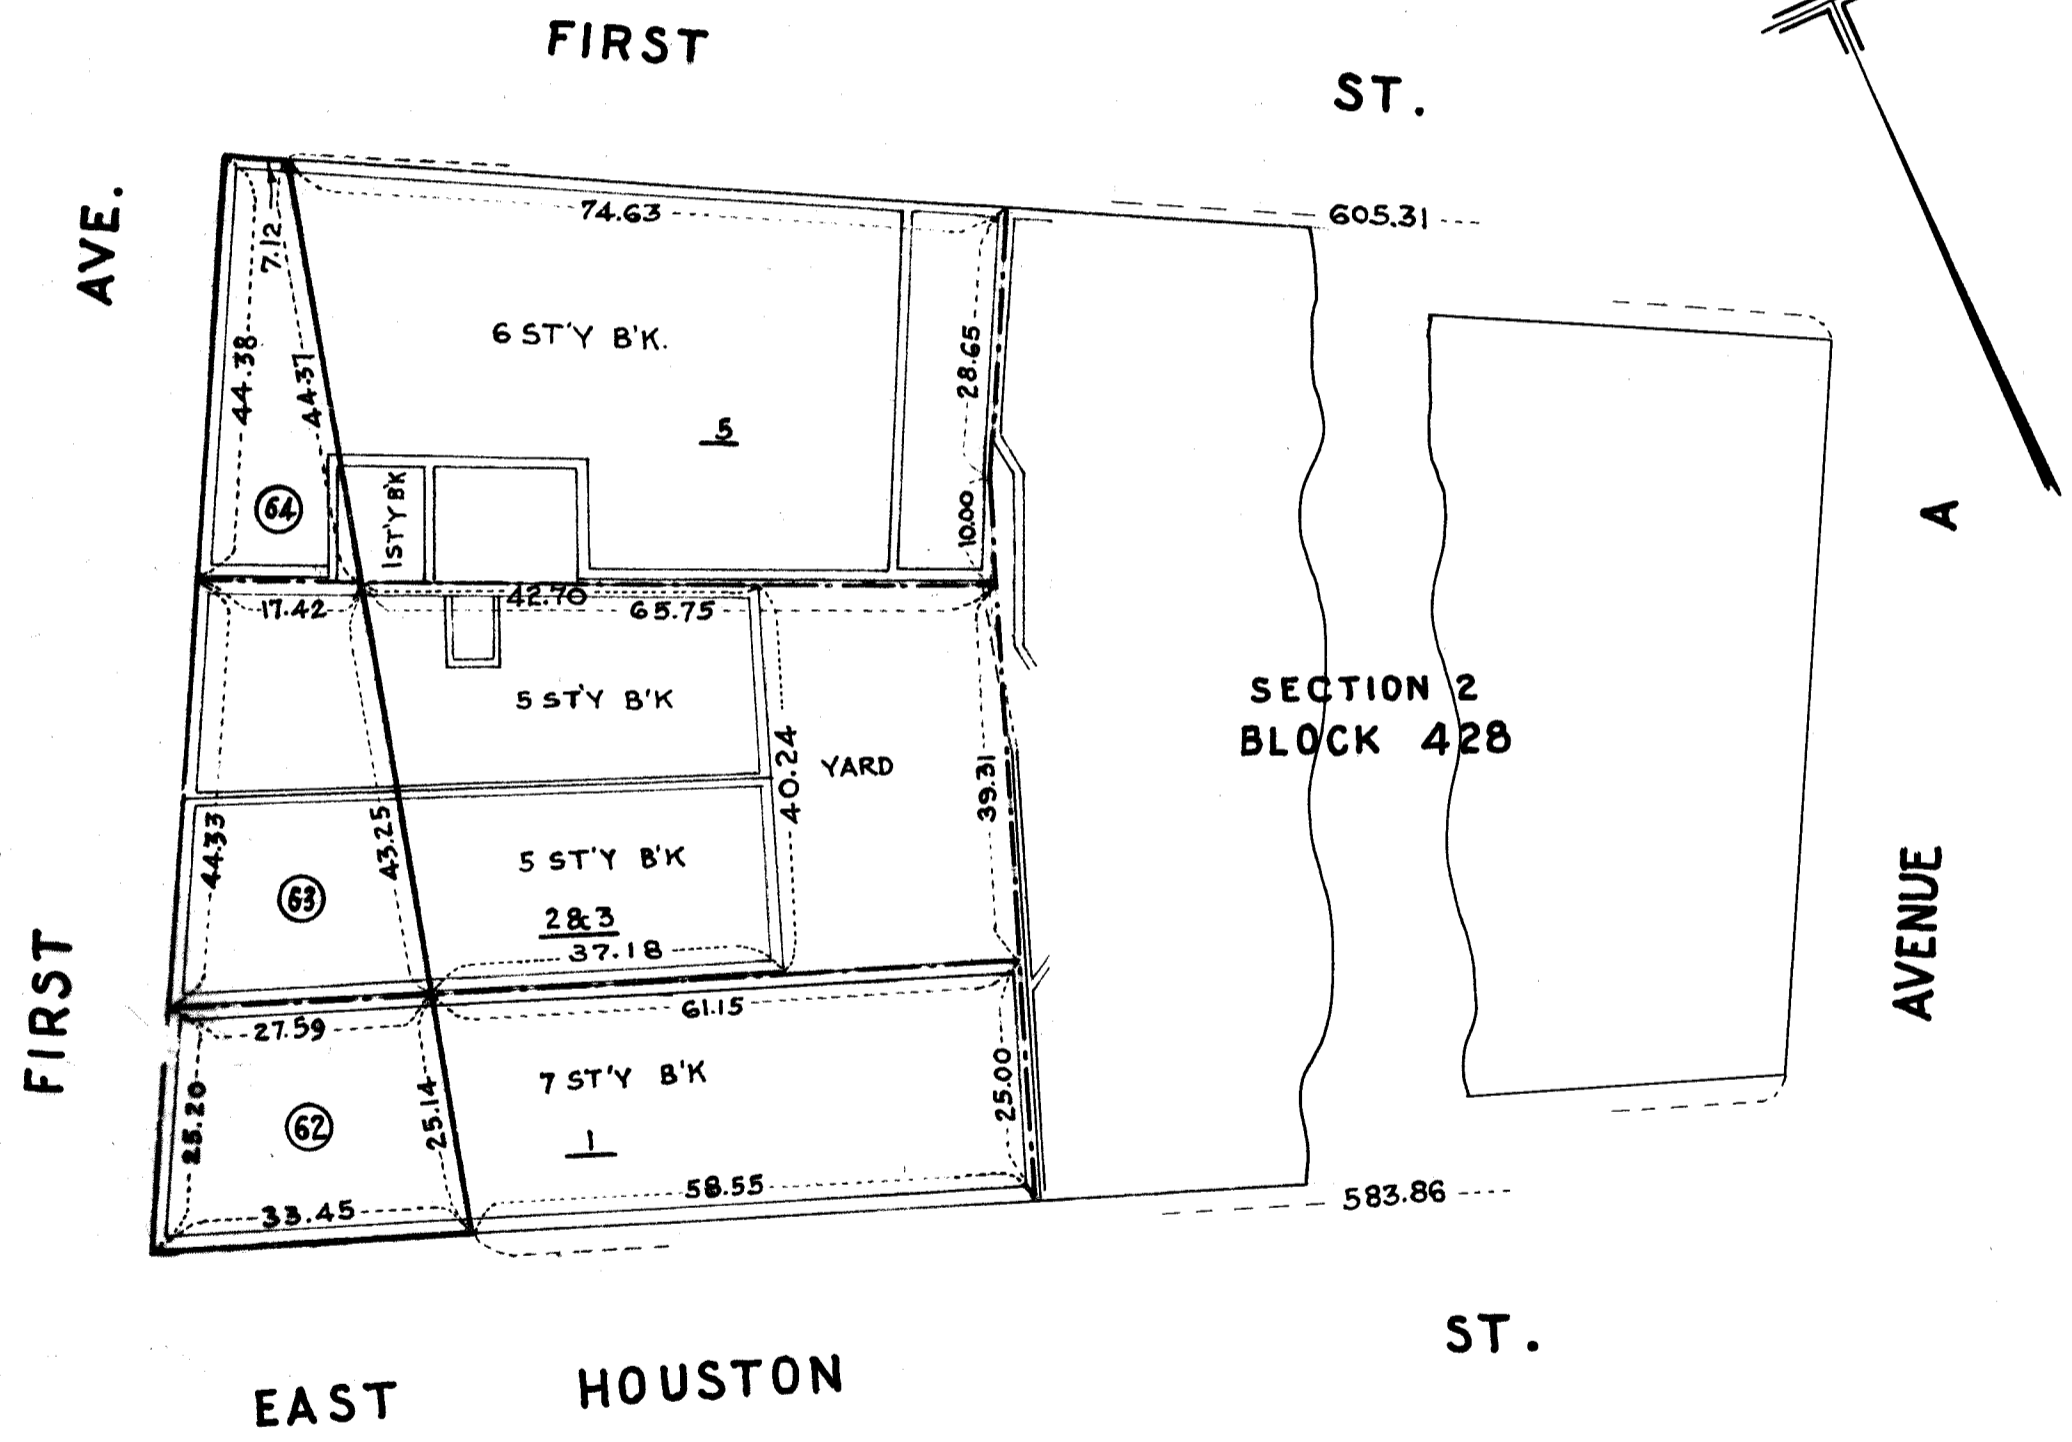 FIRST ST.
AVE.
74.63
605.31
7.12
44.38
44.37
6 ST'Y B'K.
28.65
5
64
1 ST'Y B'K
10.00
A
17.42
42.70
65.75
5 ST'Y B'K
SECTION 2
BLOCK 428
40.24
YARD
39.31
44.33
43.25
5 ST'Y B'K
63
2 & 3
37.18
AVENUE
FIRST
27.59
61.15
7 ST'Y B'K
25.20
25.14
25.00
62
1
58.55
33.45
583.86
ST.
EAST HOUSTON